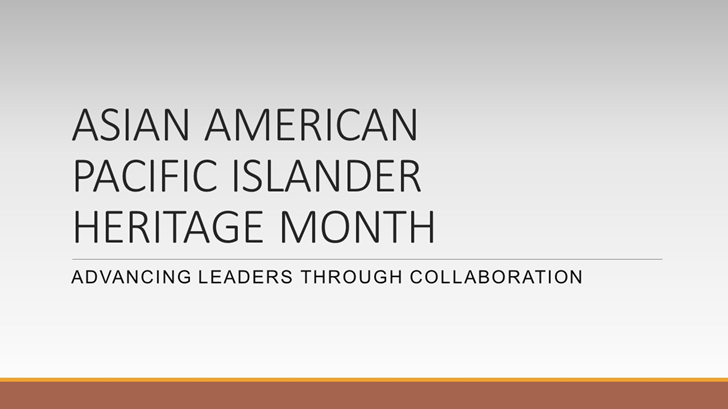 ASIAN AMERICAN
PACIFIC ISLANDER
HERITAGE MONTH
ADVANCING LEADERS THROUGH COLLABORATION